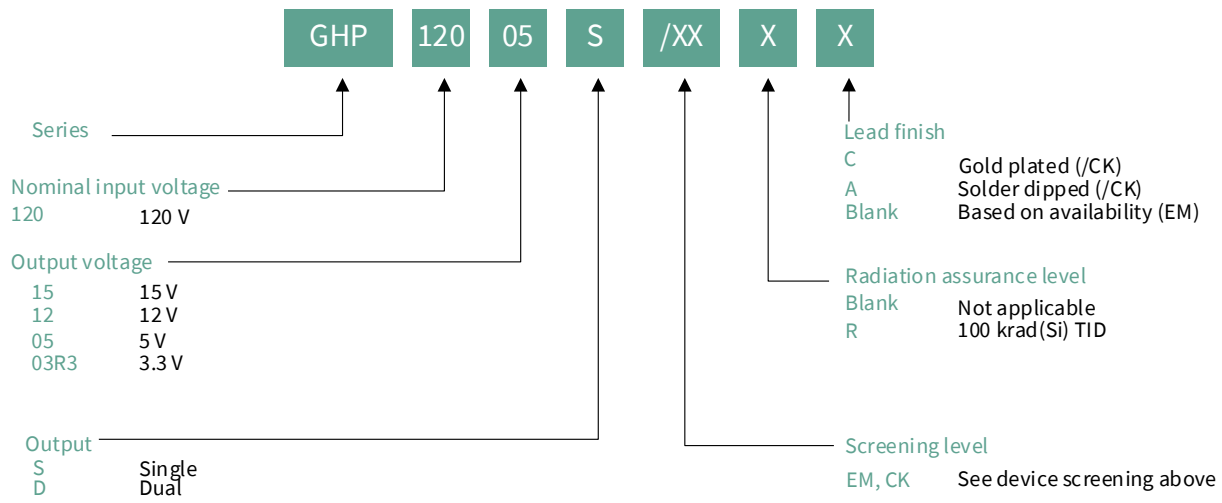 GHP 120 05 S /XX X X
Series
Nominal input voltage
120 120 V
Output voltage
15 15 V
12 12 V
05 5 V
03R3 3.3 V
Output
S Single
D Dual
Lead finish
C Gold plated (/CK)
A Solder dipped (/CK)
Blank Based on availability (EM)
Radiation assurance level
Blank Not applicable
R 100 krad(Si) TID
Screening level
EM, CK See device screening above